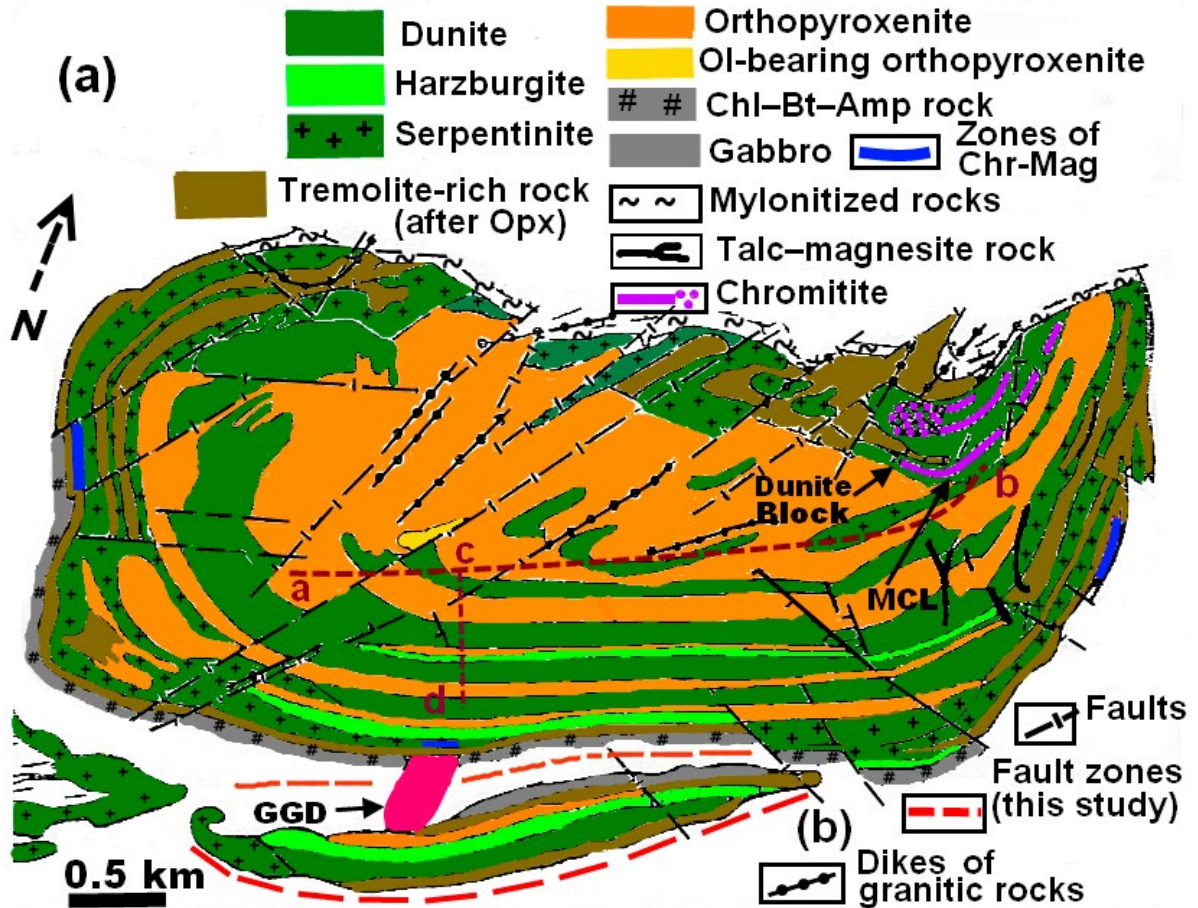 (a)
Dunite
Harzburgite
Serpentinite
Tremolite-rich rock
(after Opx)
Orthopyroxenite
Ol-bearing orthopyroxenite
# # Chl–Bt–Amp rock
Gabbro
Zones of
Chr-Mag
Mylonitized rocks
Talc–magnesite rock
Chromitite
N
Dunite
Block
b
c
a
MCL
d
Faults
Fault zones
(this study)
GGD
(b)
0.5 km
Dikes of
granitic rocks